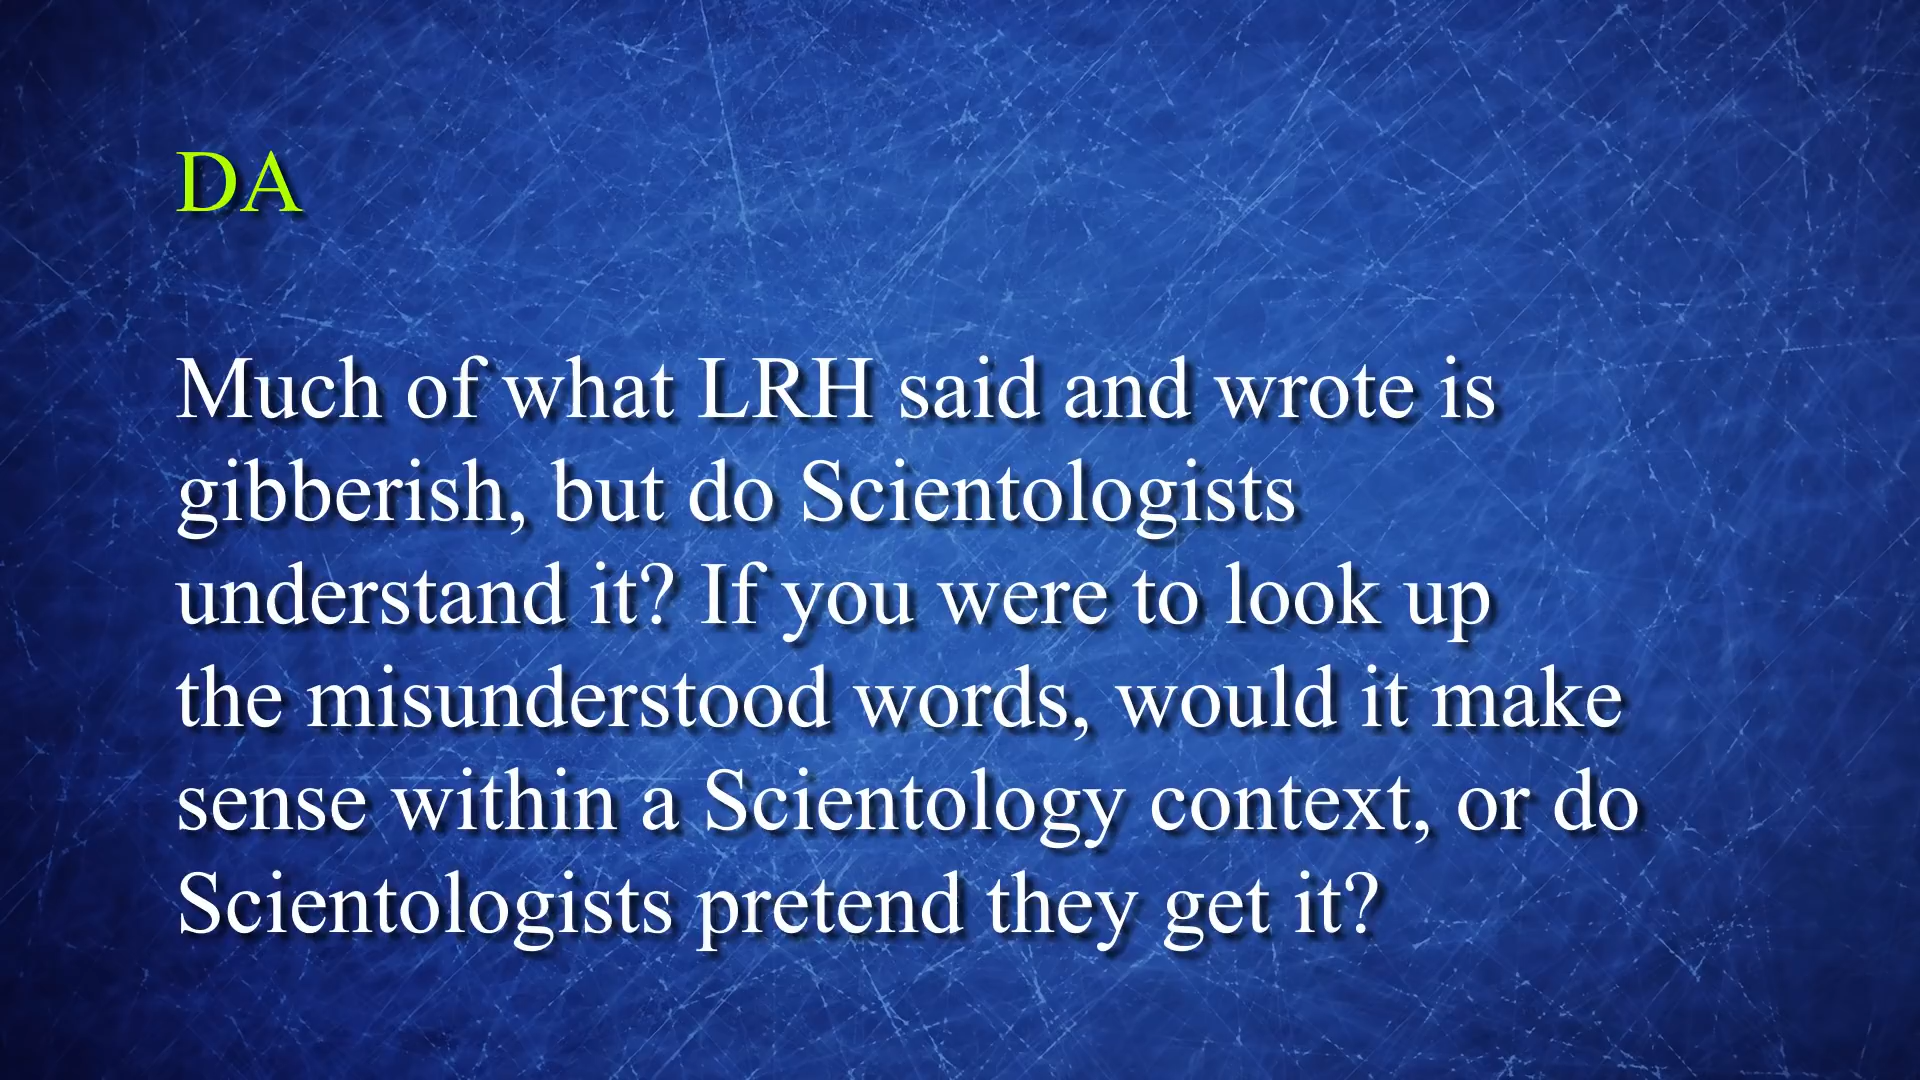 DA
Much of what LRH said and wrote is
gibberish, but do Scientologists
understand it? If you were to look up
the misunderstood words, would it make
sense within a Scientology context, or do
Scientologists pretend they get it?